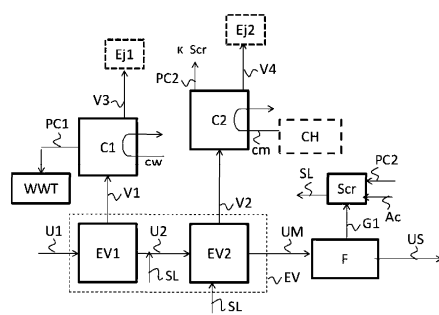 Ej1
Ej2
к Scr
PC2
V4
V3
PC1
C1
cw
C2
cm
CH
WWT
V1
V2
SL
PC2
Scr
Ac
G1
U1
EV1
U2
EV2
UM
F
US
SL
EV
SL